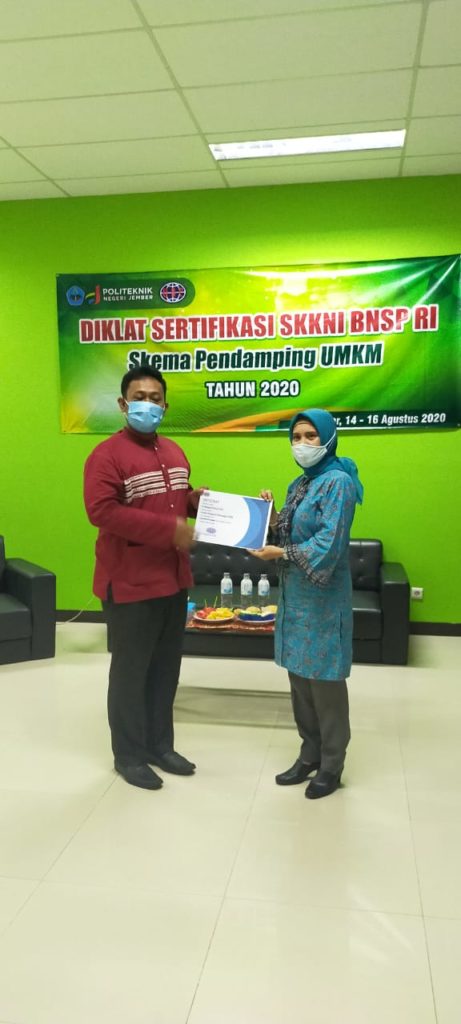 POLITEKNIK
NEGERI JEMBER
DIKLAT SERTIFIKASI SKKNI BNSP RI
Skema Pendamping UMKM
TAHUN 2020
14 - 16 Agustus 2020